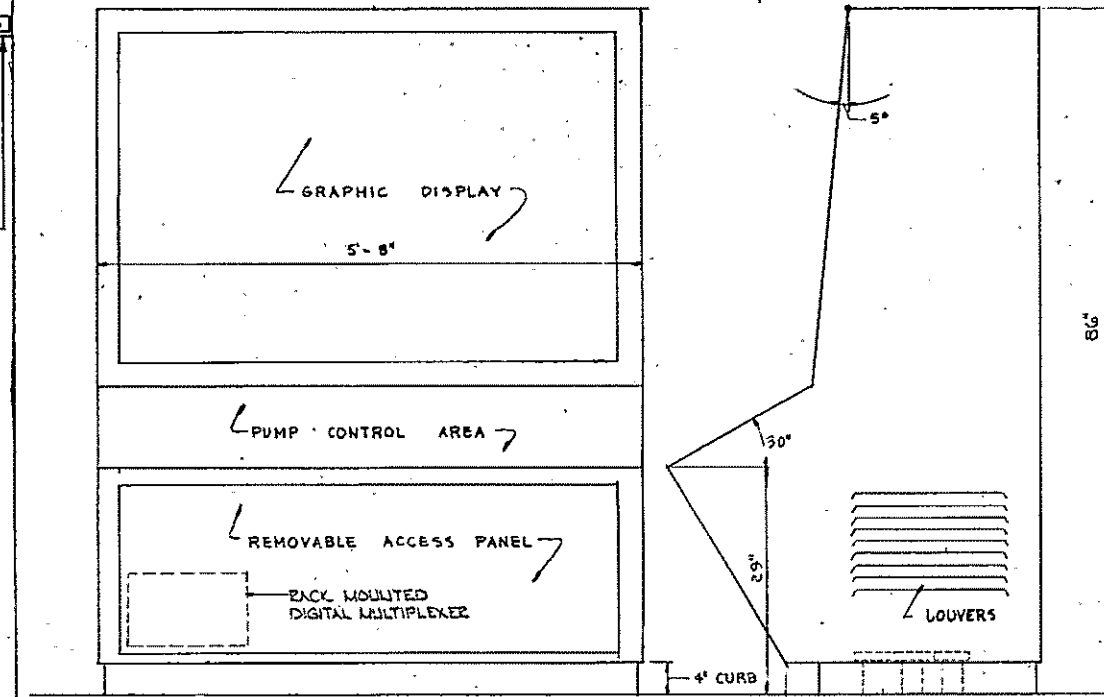 5°
GRAPHIC DISPLAY
5'- 8"
86"
PUMP CONTROL AREA
30°
REMOVABLE ACCESS PANEL
29"
RACK MOUNTED
DIGITAL MULTIPLEXER
LOUVERS
4" CURB